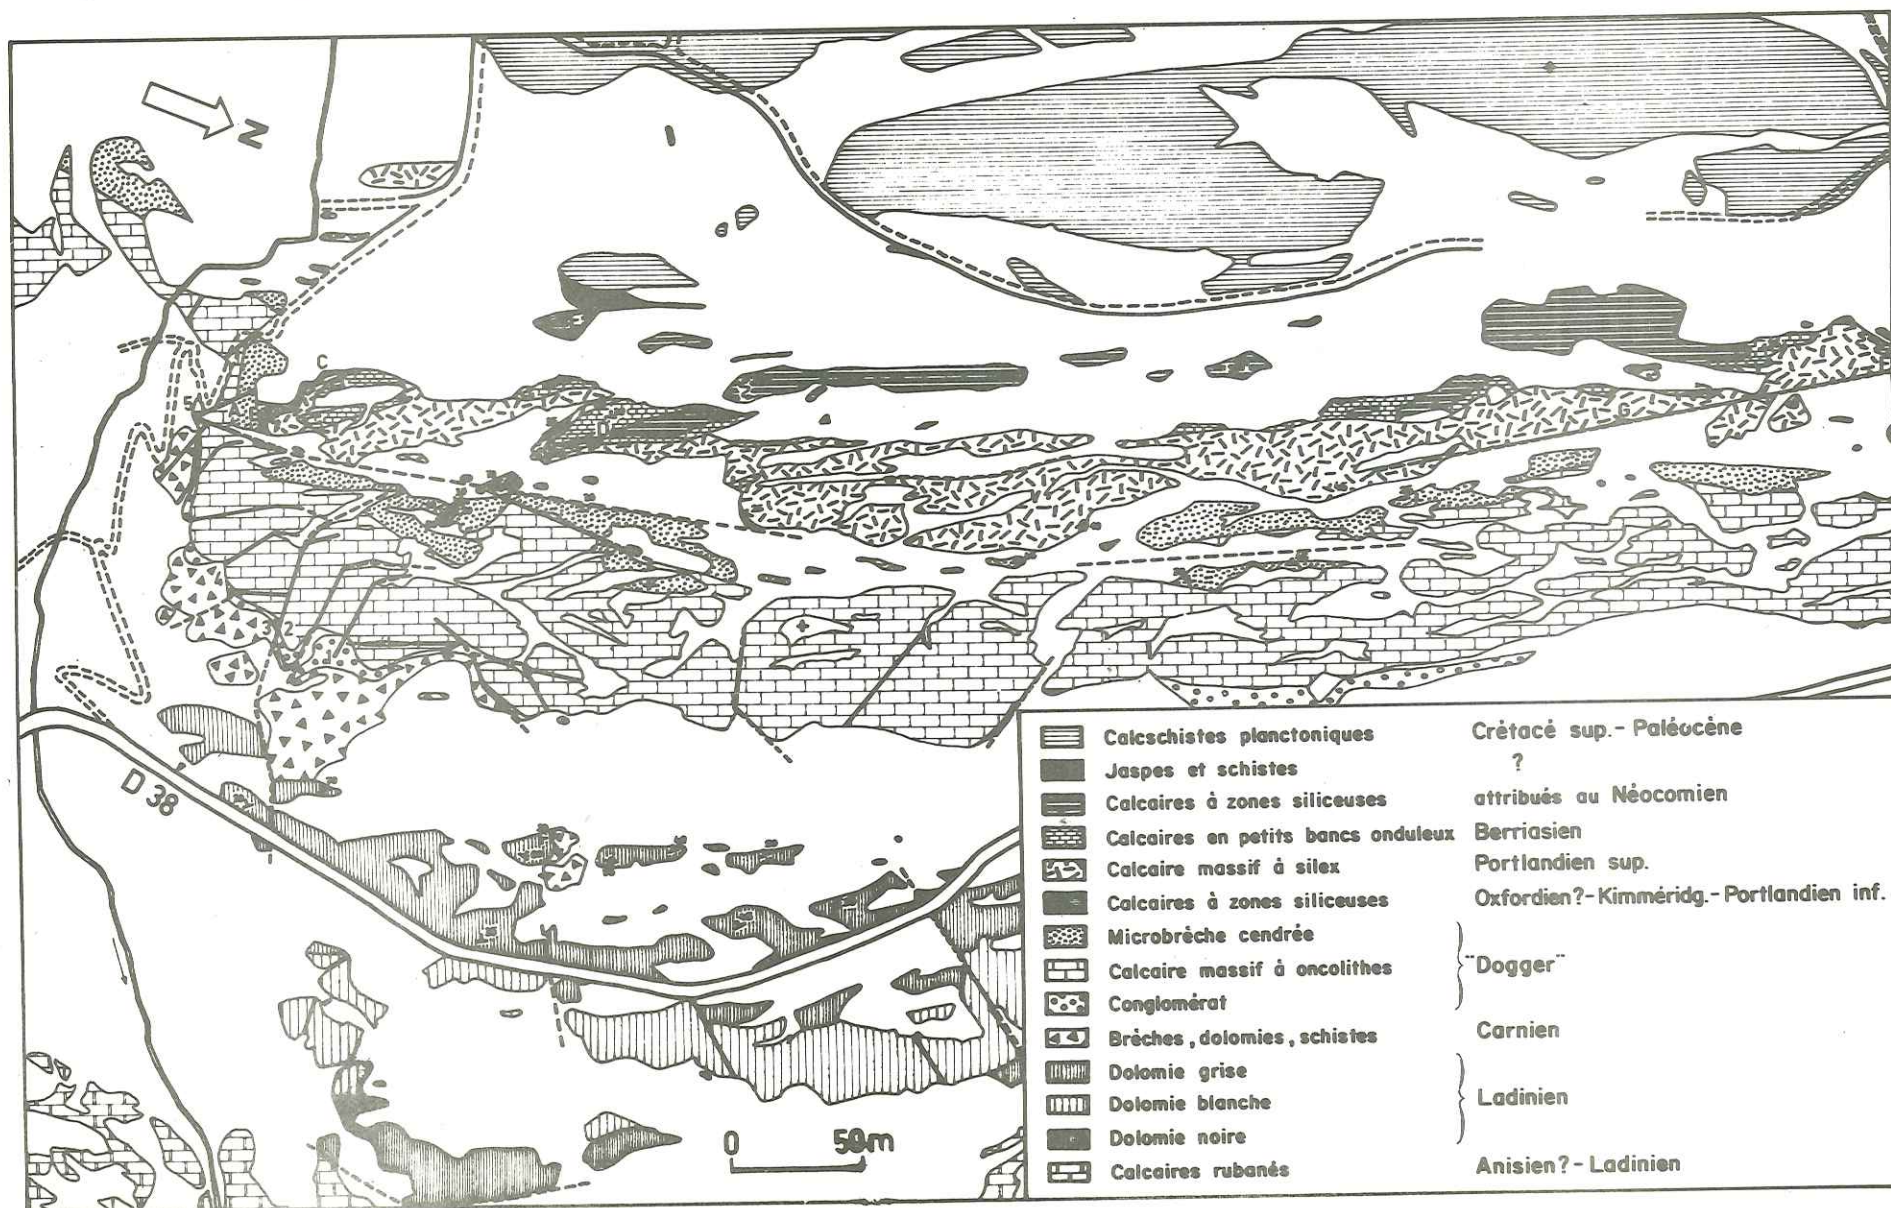 N
C
5
A
E
D
G
3
2
D 38
0 50m
Calcschistes planctoniques Crétacé sup.- Paléocène
Jaspes et schistes ?
Calcaires à zones siliceuses attribués au Néocomien
Calcaires en petits bancs onduleux Berriasien
Calcaire massif à silex Portlandien sup.
Calcaires à zones siliceuses Oxfordien?-Kimméridg.-Portlandien inf.
Microbrèche cendrée
Calcaire massif à oncolithes "Dogger"
Conglomérat
Brèches, dolomies, schistes Carnien
Dolomie grise
Dolomie blanche Ladinien
Dolomie noire
Calcaires rubanés Anisien?-Ladinien